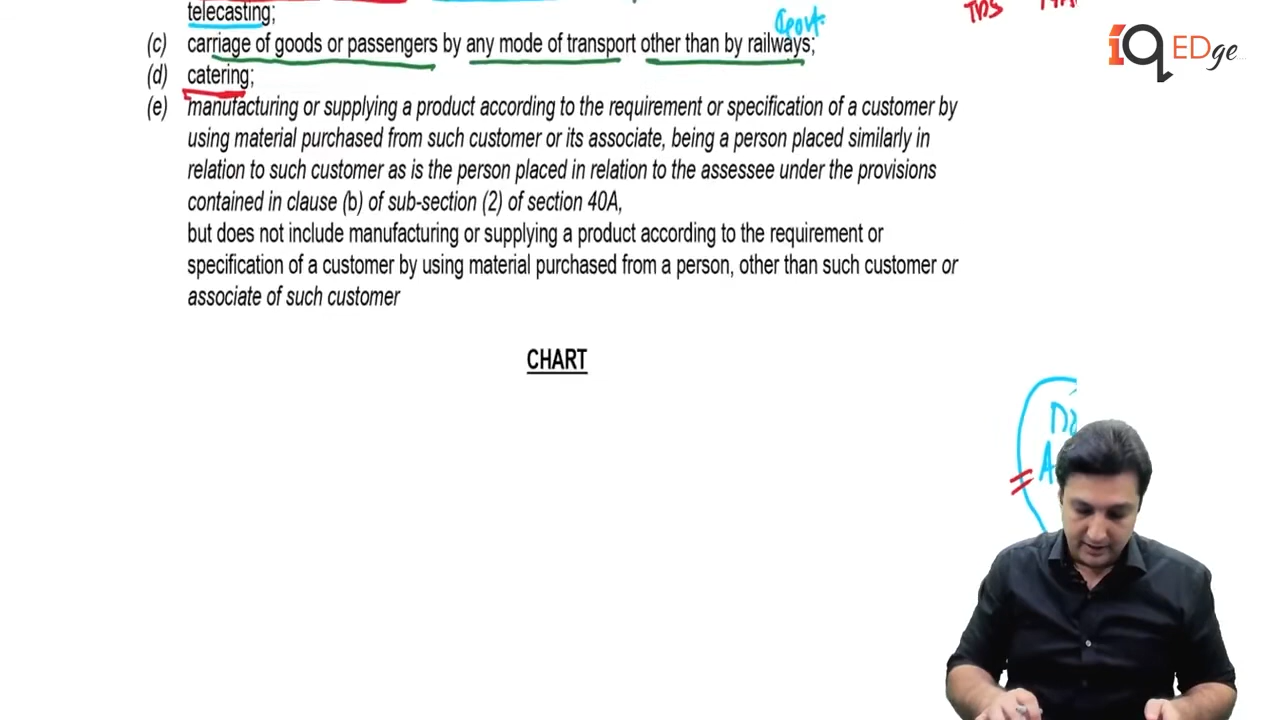 telecasting;
TDS
Govt.
(c) carriage of goods or passengers by any mode of transport other than by railways;
(d) catering;
(e) manufacturing or supplying a product according to the requirement or specification of a customer by
using material purchased from such customer or its associate, being a person placed similarly in
relation to such customer as is the person placed in relation to the assessee under the provisions
contained in clause (b) of sub-section (2) of section 40A,
but does not include manufacturing or supplying a product according to the requirement or
specification of a customer by using material purchased from a person, other than such customer or
associate of such customer
CHART
iQ EDge